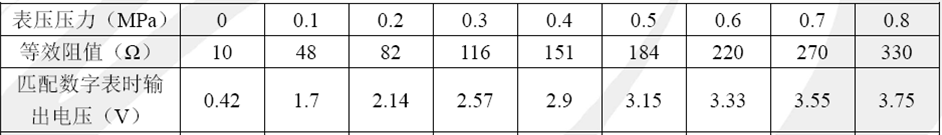 表压压力（MPa） 0 0.1 0.2 0.3 0.4 0.5 0.6 0.7 0.8
等效阻值（Ω） 10 48 82 116 151 184 220 270 330
匹配数字表时输
出电压（V） 0.42 1.7 2.14 2.57 2.9 3.15 3.33 3.55 3.75